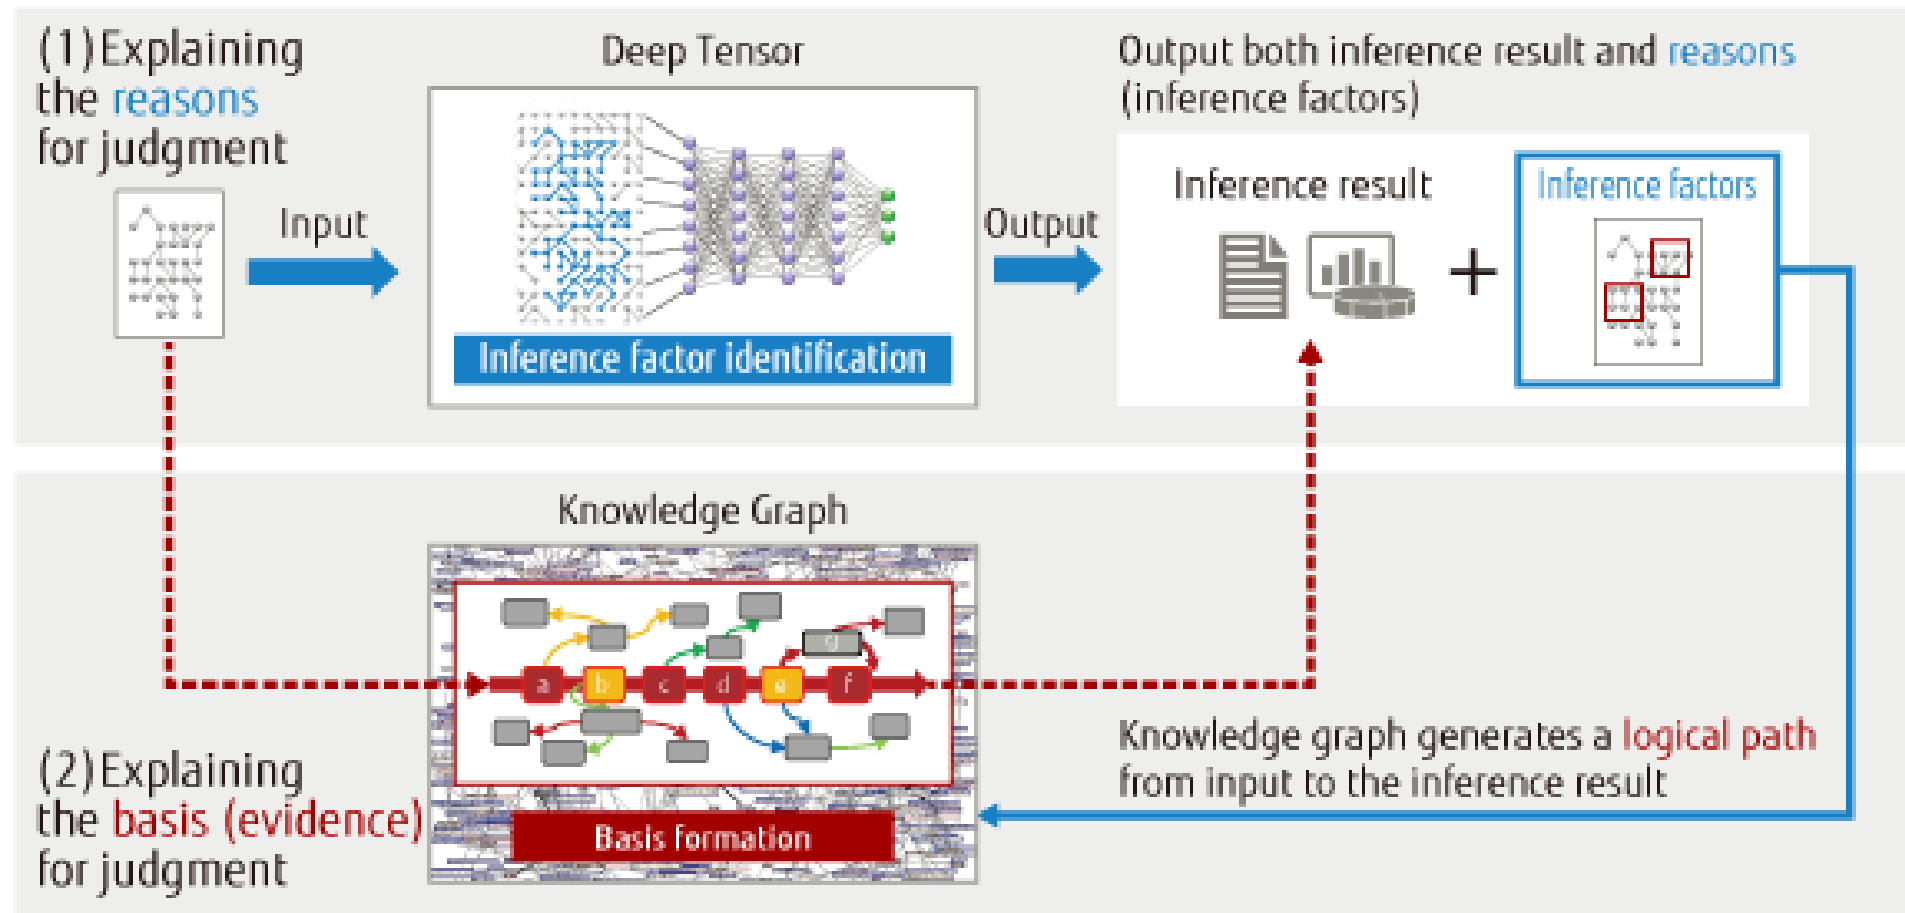 (1)Explaining
the reasons
for judgment
Deep Tensor
Output both inference result and reasons
(inference factors)
Input
Inference factor identification
Output
Inference result
+
Inference factors
Knowledge Graph
g
a b c d e f
(2)Explaining
the basis (evidence)
for judgment
Basis formation
Knowledge graph generates a logical path
from input to the inference result